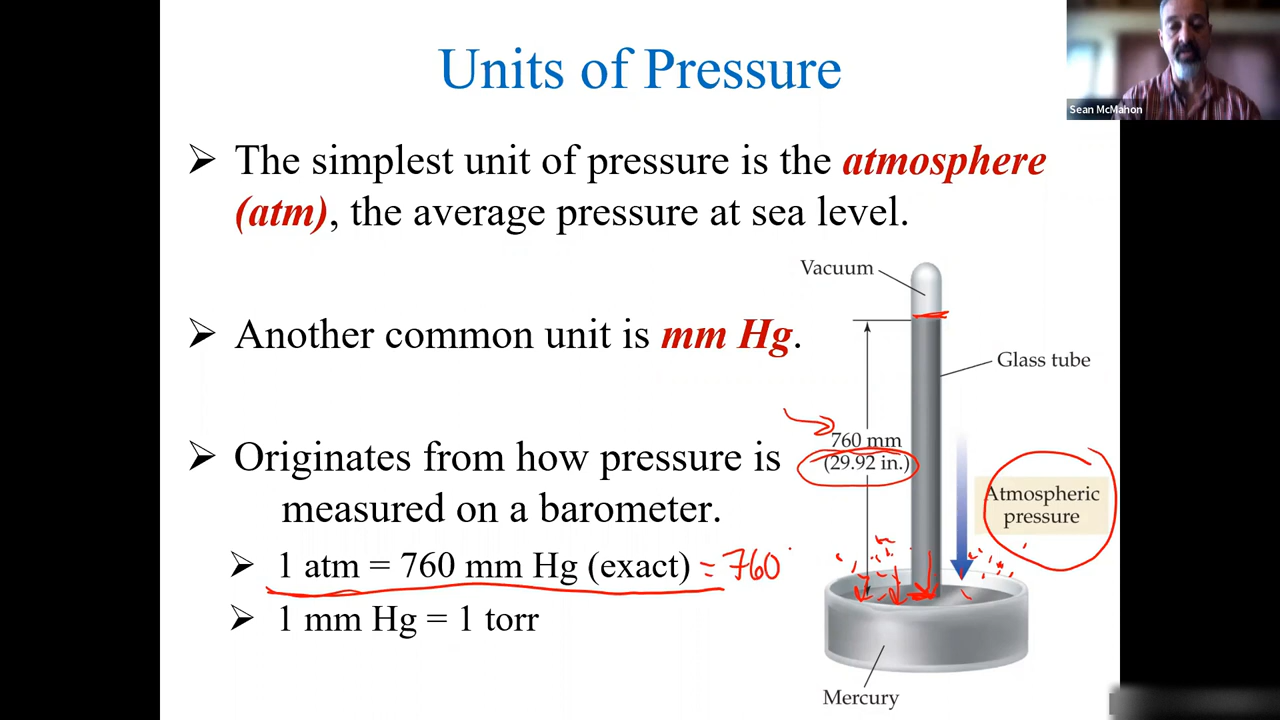 Units of Pressure
Sean McMahon
➢ The simplest unit of pressure is the atmosphere
(atm), the average pressure at sea level.
Vacuum
➢ Another common unit is mm Hg.
Glass tube
760 mm
(29.92 in.)
➢ Originates from how pressure is
measured on a barometer.
Atmospheric
pressure
➢ 1 atm = 760 mm Hg (exact) = 760
➢ 1 mm Hg = 1 torr
Mercury